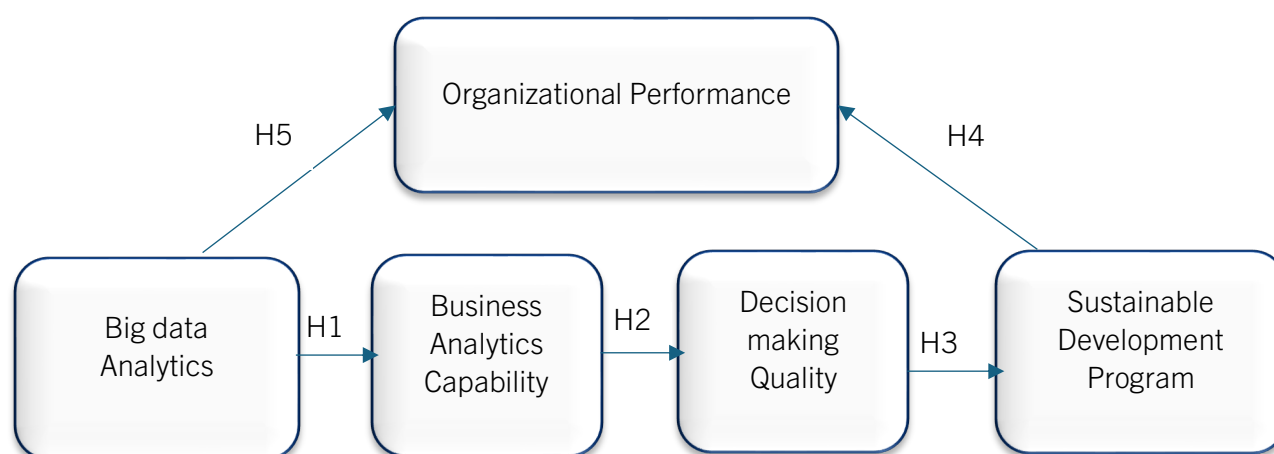 Organizational Performance
H5
H4
Big data
Analytics
H1
Business
Analytics
Capability
H2
Decision
making
Quality
H3
Sustainable
Development
Program